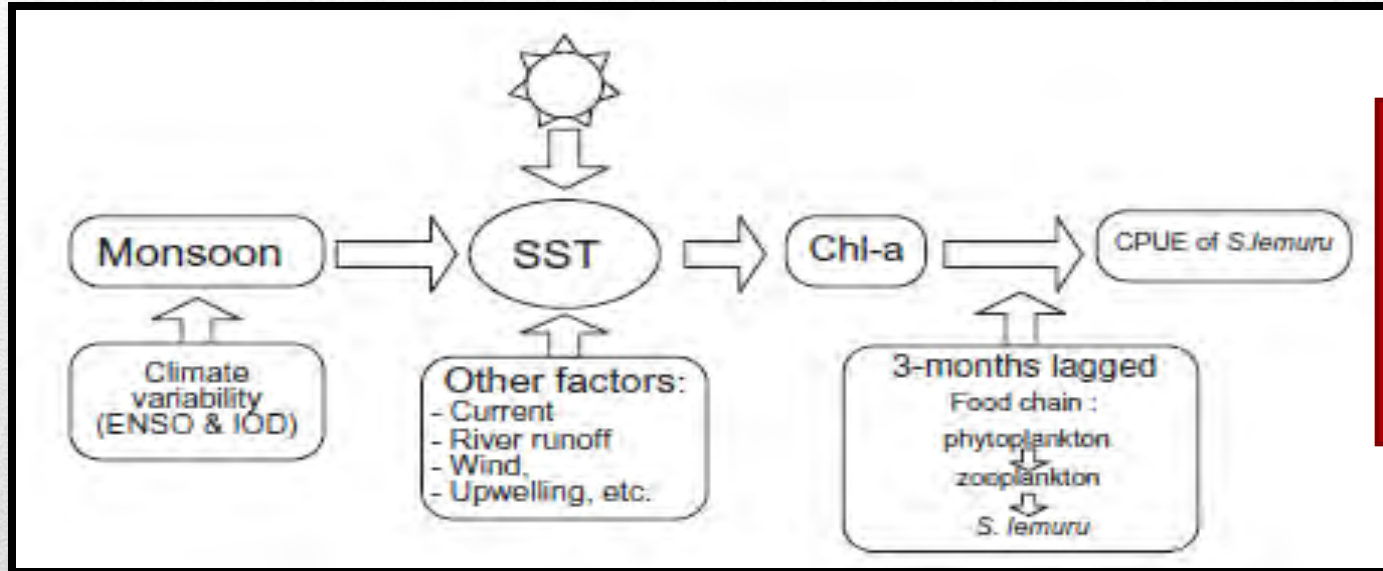 Monsoon
SST
Chl-a
CPUE of S.lemuru
Climate
variability
(ENSO & IOD)
Other factors:
- Current
- River runoff
- Wind,
- Upwelling, etc.
3-months lagged
Food chain :
phytoplankton
zooplankton
S. lemuru